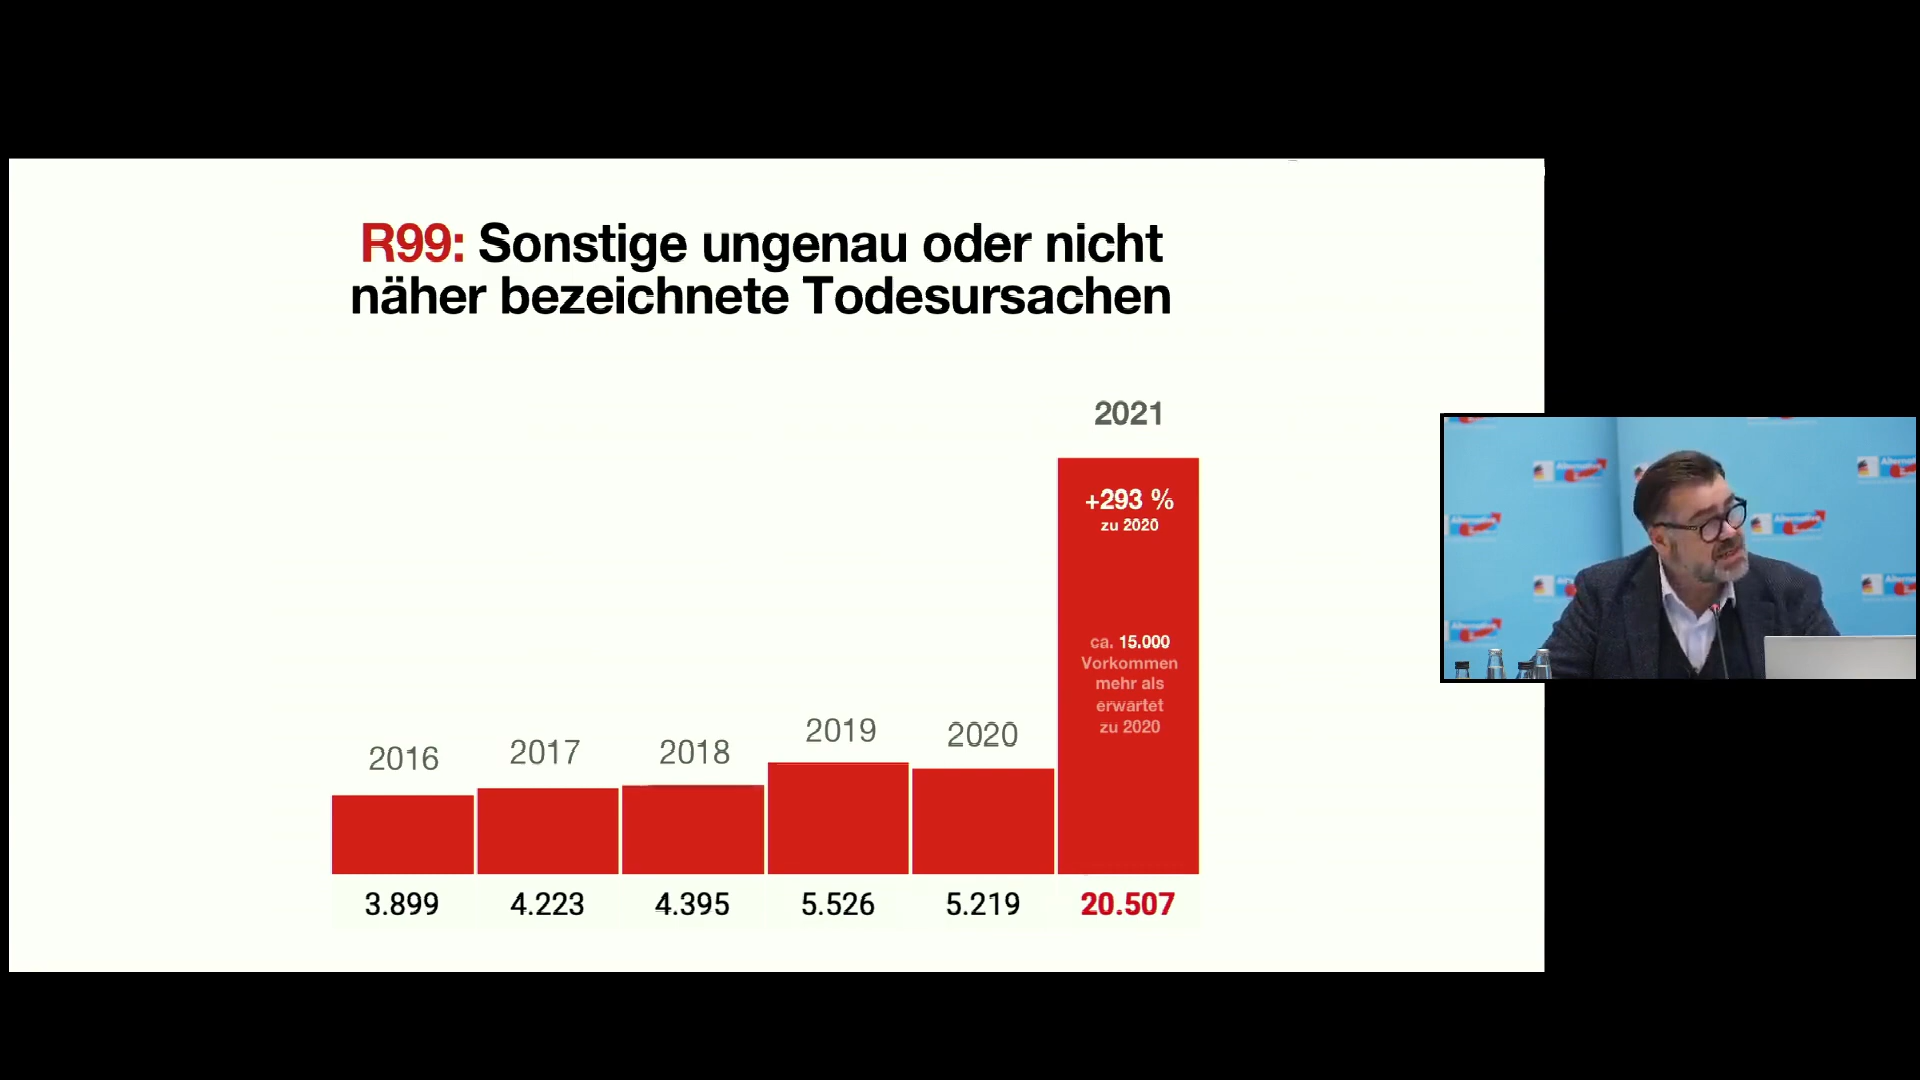 R99: Sonstige ungenau oder nicht
näher bezeichnete Todesursachen
2021
+293 %
zu 2020
ca. 15.000
Vorkommen
mehr als
erwartet
zu 2020
2016
2017
2018
2019
2020
3.899
4.223
4.395
5.526
5.219
20.507
Alternative